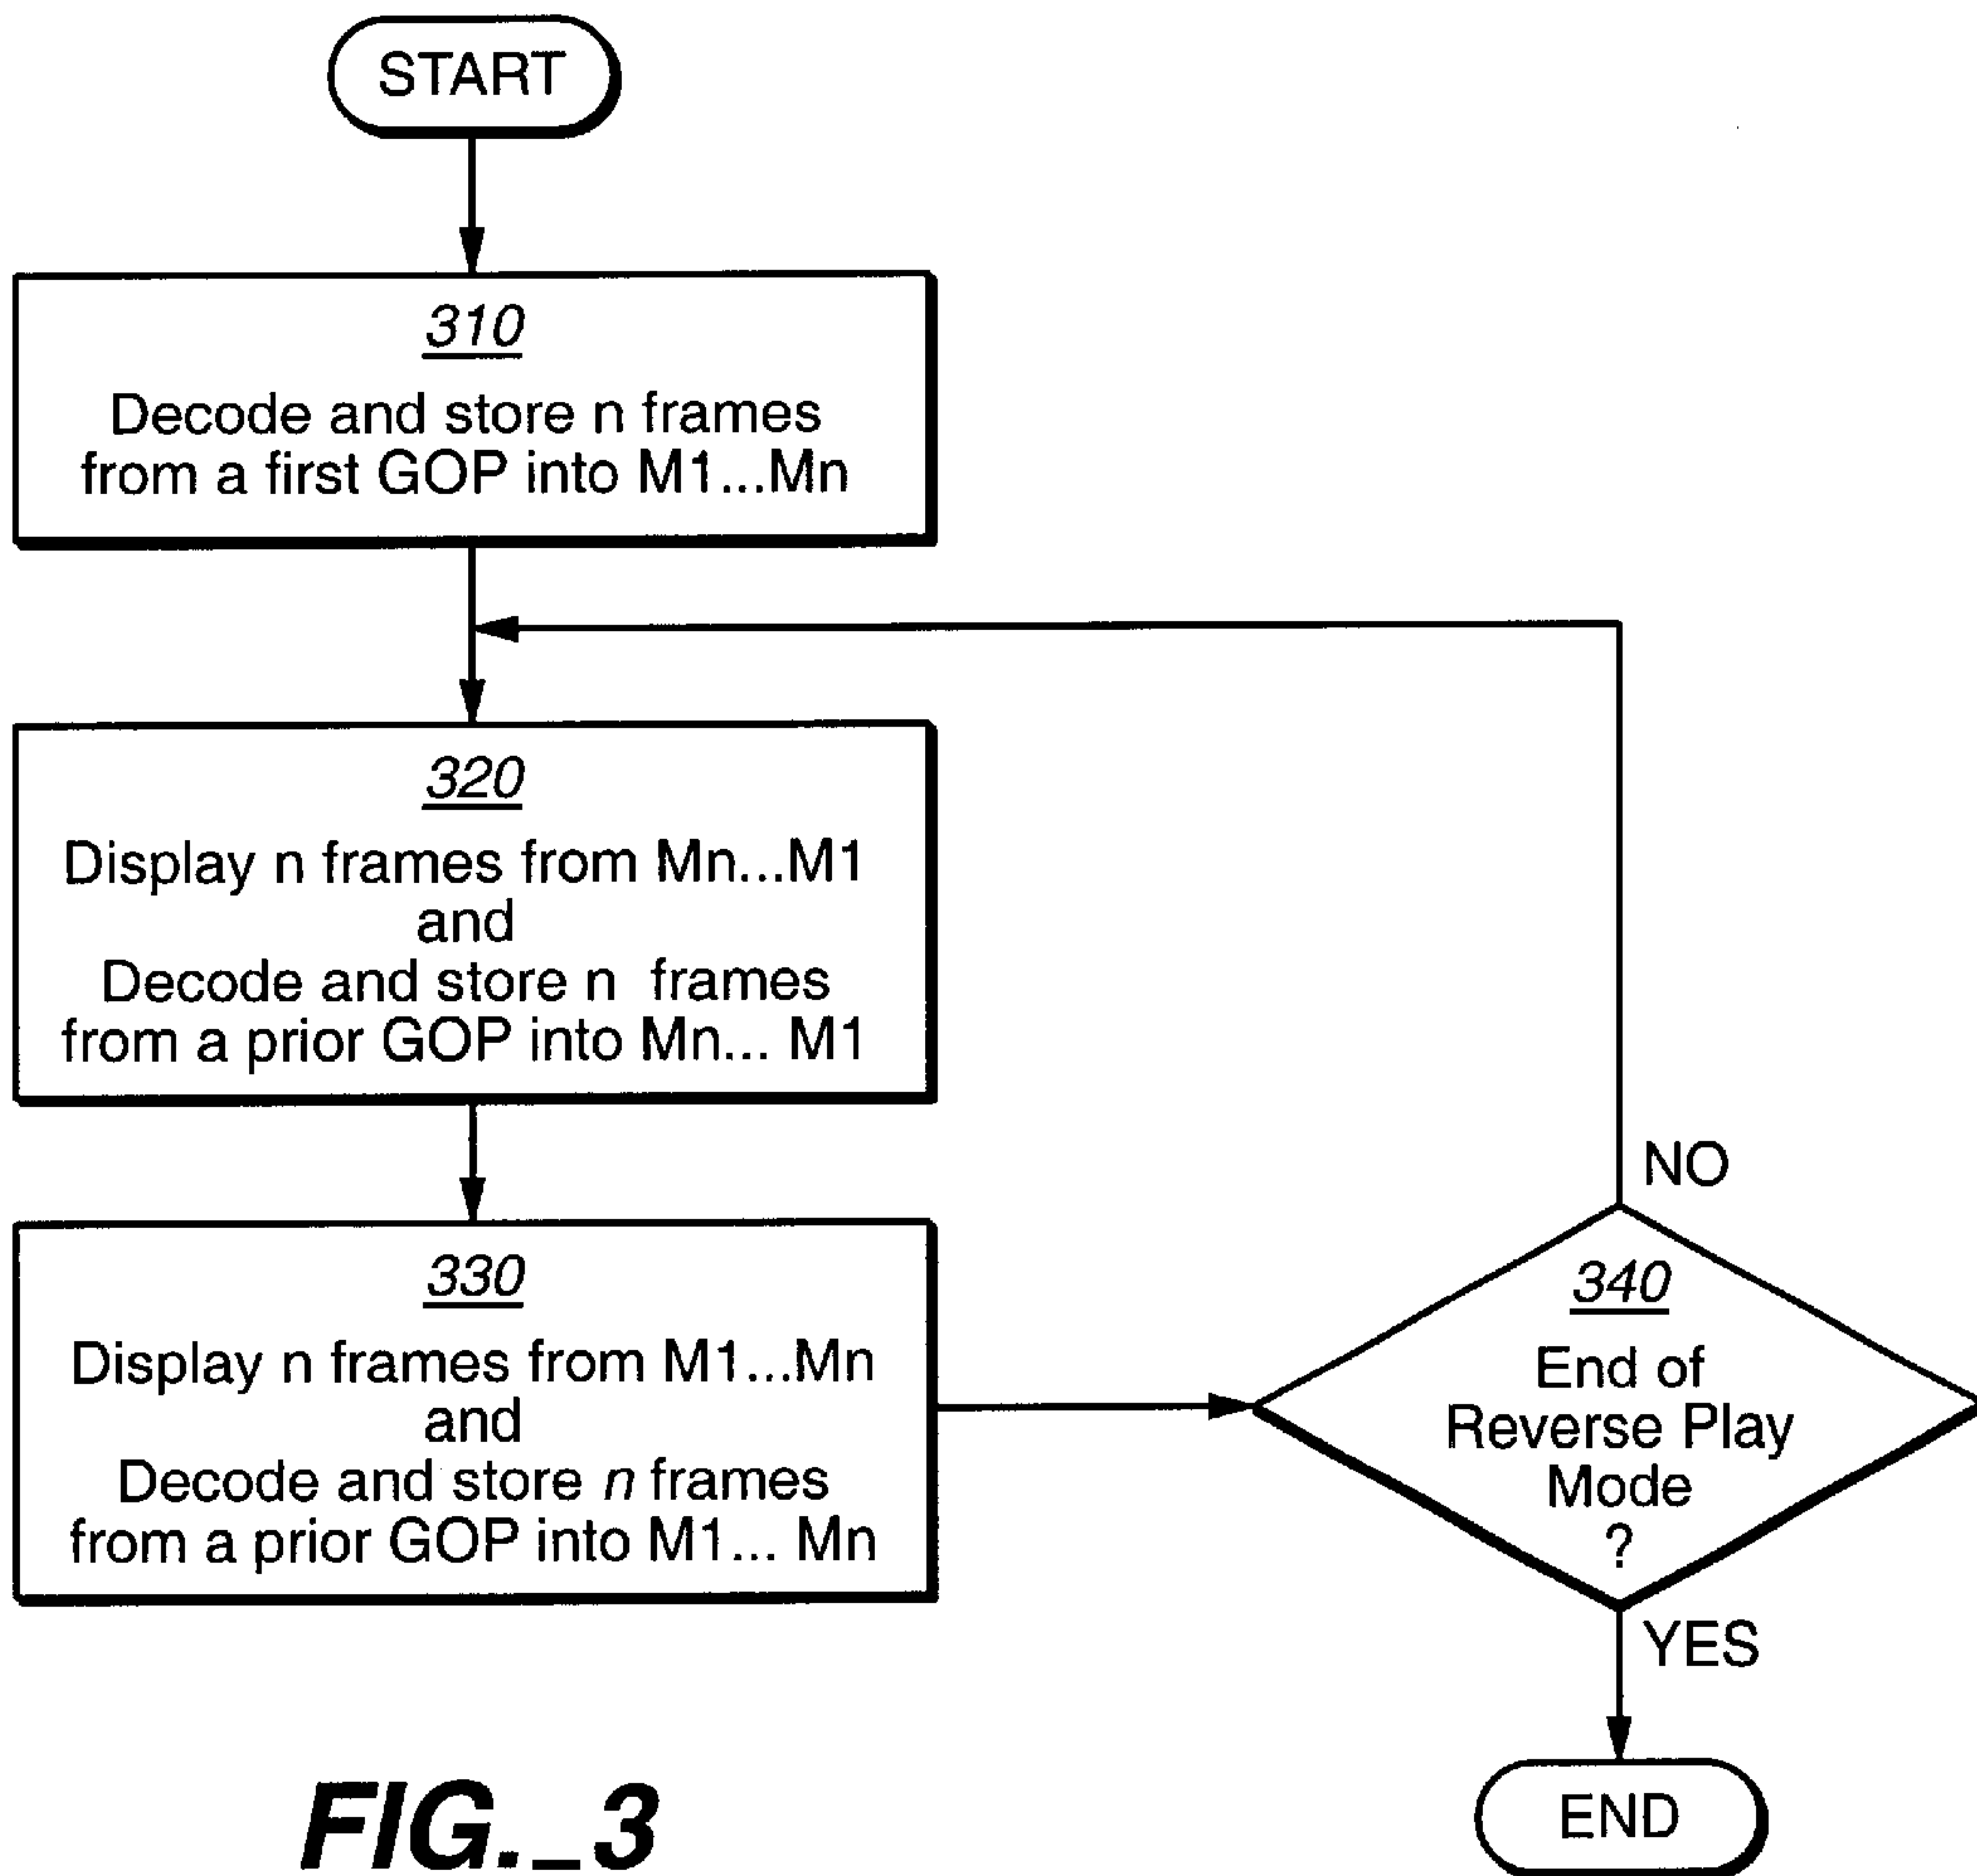 START
310
Decode and store n frames
from a first GOP into M1...Mn
320
Display n frames from Mn...M1
and
Decode and store n frames
from a prior GOP into Mn... M1
330
Display n frames from M1...Mn
and
Decode and store n frames
from a prior GOP into M1... Mn
NO
340
End of
Reverse Play
Mode
?
YES
END
FIG._3